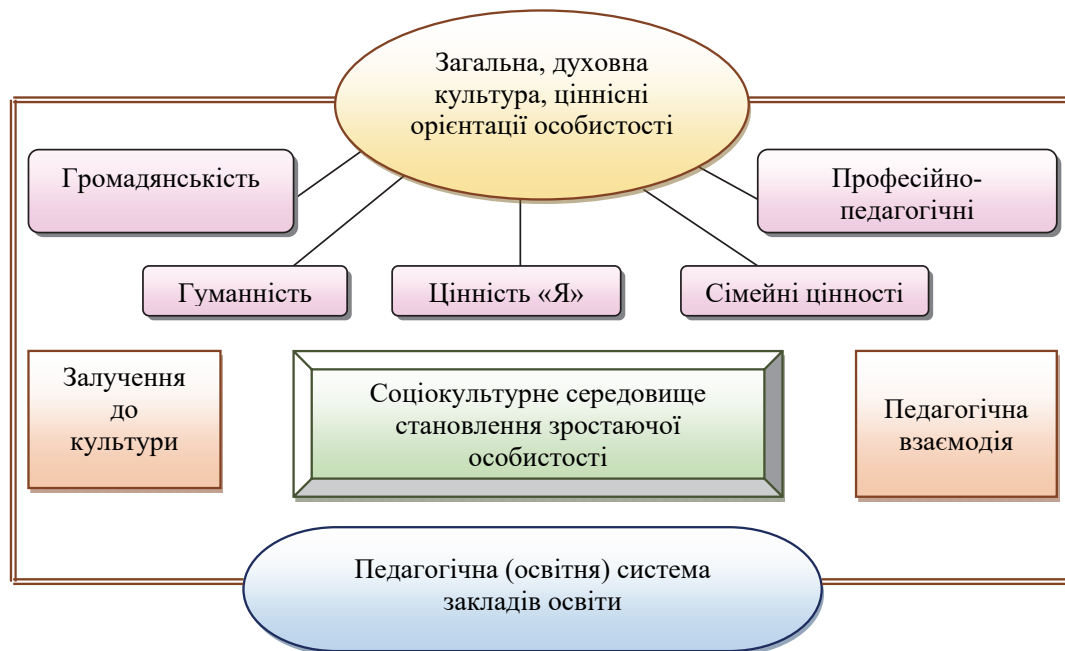 Загальна, духовна
культура, ціннісні
орієнтації особистості
Громадянськість
Професійно-
педагогічні
Гуманність
Цінність «Я»
Сімейні цінності
Залучення
до
культури
Соціокультурне середовище
становлення зростаючої
особистості
Педагогічна
взаємодія
Педагогічна (освітня) система
закладів освіти